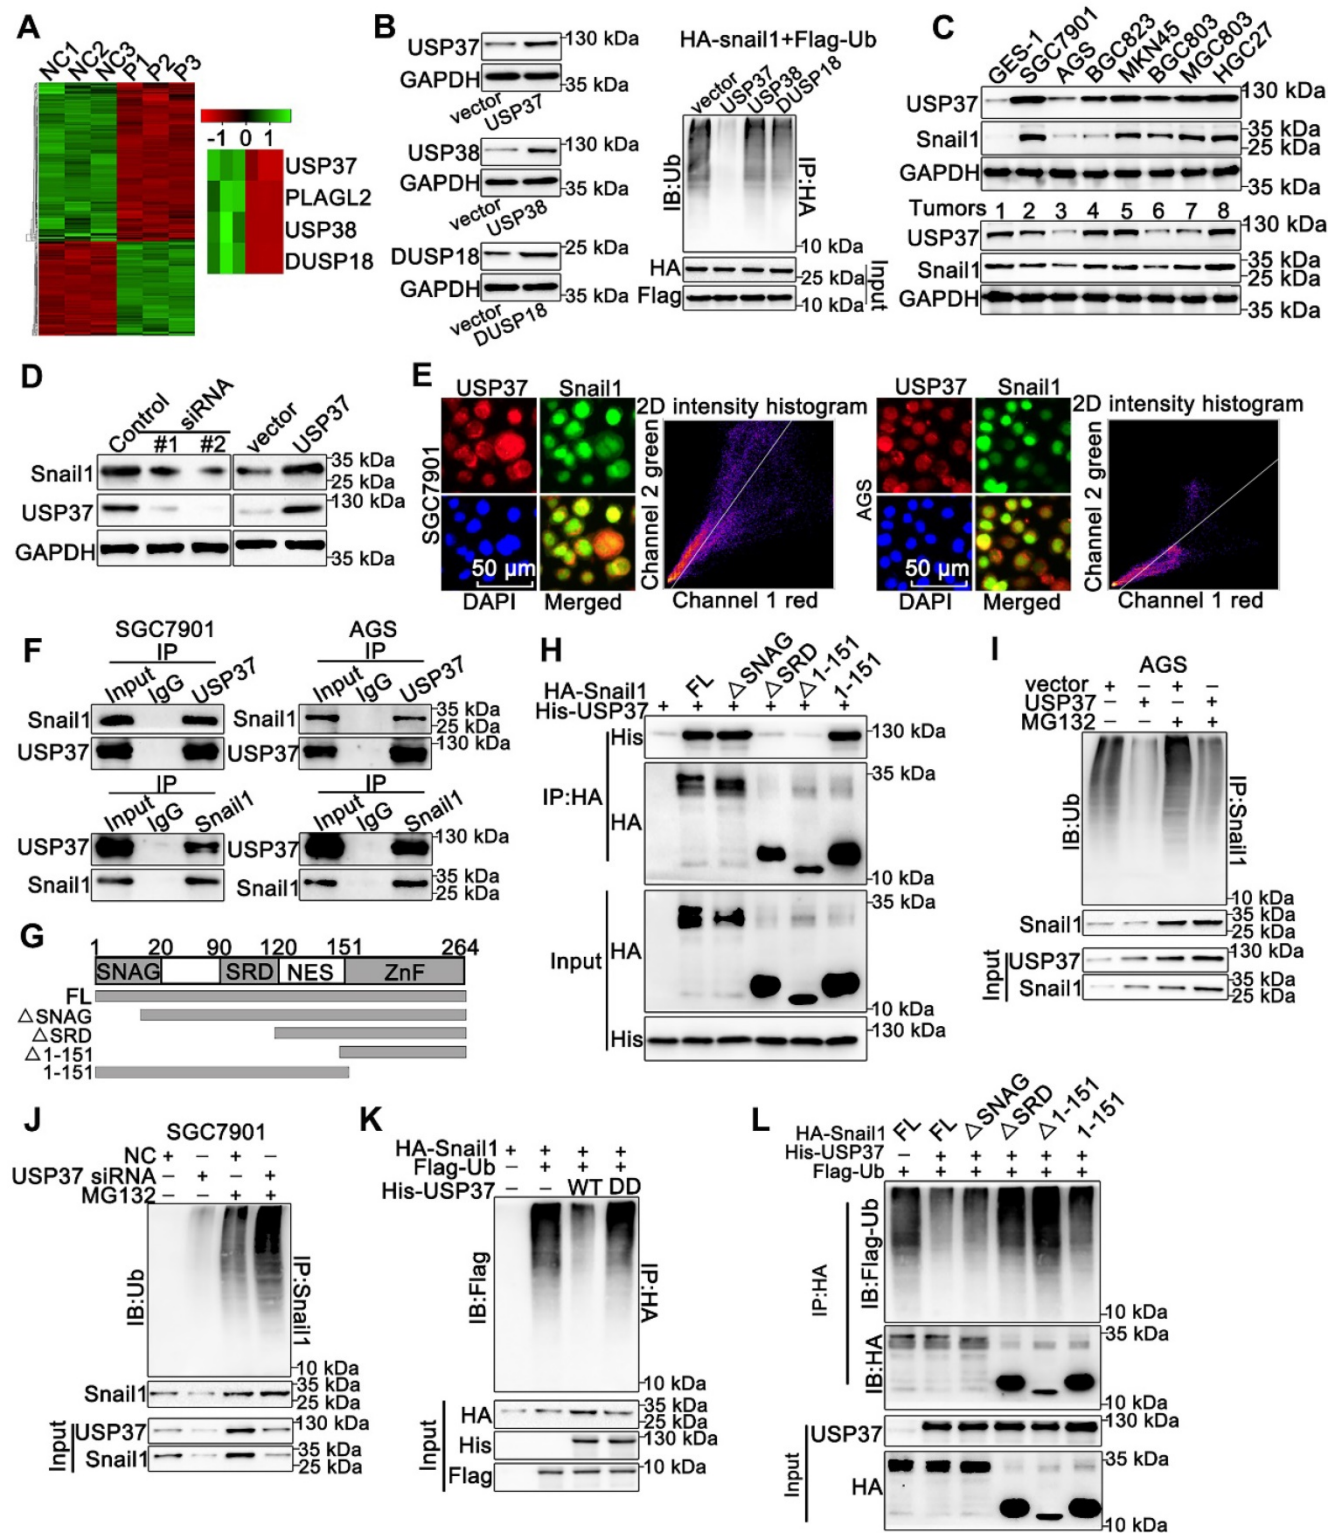 A
NC1 NC2 NC3 P1 P2 P3
-1 0 1
USP37
PLAGL2
USP38
DUSP18
B
USP37 130 kDa
GAPDH 35 kDa
vector USP37
USP38 130 kDa
GAPDH 35 kDa
vector USP38
DUSP18 25 kDa
GAPDH 35 kDa
vector DUSP18
HA-snail1+Flag-Ub
vector USP37 USP38 DUSP18
IB:Ub IP:HA
10 kDa
HA 25 kDa
Flag 10 kDa
Input
C
GES-1 SGC7901 AGS BGC823 MKN45 BGC803 MGC803 HGC27
USP37 130 kDa
Snail1 35 kDa
25 kDa
GAPDH 35 kDa
Tumors 1 2 3 4 5 6 7 8
USP37 130 kDa
Snail1 35 kDa
25 kDa
GAPDH 35 kDa
D
Control siRNA vector USP37
#1 #2
Snail1 35 kDa
25 kDa
USP37 130 kDa
GAPDH 35 kDa
E
USP37 Snail1
SGC7901
50 µm
DAPI Merged
2D intensity histogram
Channel 2 green
Channel 1 red
USP37 Snail1
AGS
50 µm
DAPI Merged
2D intensity histogram
Channel 2 green
Channel 1 red
F
SGC7901 AGS
IP IP
Input IgG USP37 Input IgG USP37
Snail1 Snail1 35 kDa
25 kDa
USP37 USP37 130 kDa
IP IP
Input IgG Snail1 Input IgG Snail1
USP37 USP37 130 kDa
Snail1 Snail1 35 kDa
25 kDa
G
1 20 90 120 151 264
SNAG SRD NES ZnF
FL
△SNAG
△SRD
△1-151
1-151
H
HA-Snail1 FL △SNAG △SRD △1-151 1-151
His-USP37 + + + + + +
IP:HA
His 130 kDa
HA 35 kDa
10 kDa
Input
HA 35 kDa
10 kDa
His 130 kDa
I
AGS
vector + − + −
USP37 − + − +
MG132 − − + +
IB:Ub IP:Snail1
10 kDa
Snail1 35 kDa
25 kDa
Input
USP37 130 kDa
Snail1 35 kDa
25 kDa
J
SGC7901
NC + − + −
USP37 siRNA − + − +
MG132 − − + +
IB:Ub IP:Snail1
10 kDa
Snail1 35 kDa
25 kDa
Input
USP37 130 kDa
Snail1 35 kDa
25 kDa
K
HA-Snail1 + + + +
Flag-Ub − + + +
His-USP37 − − WT DD
IB:Flag IP:HA
10 kDa
Input
HA 35 kDa
25 kDa
His 130 kDa
Flag 10 kDa
L
HA-Snail1 FL FL △SNAG △SRD △1-151 1-151
His-USP37 − + + + + +
Flag-Ub + + + + + +
IP:HA
IB:Flag-Ub
10 kDa
IB:HA 35 kDa
10 kDa
Input
USP37 130 kDa
HA 35 kDa
10 kDa